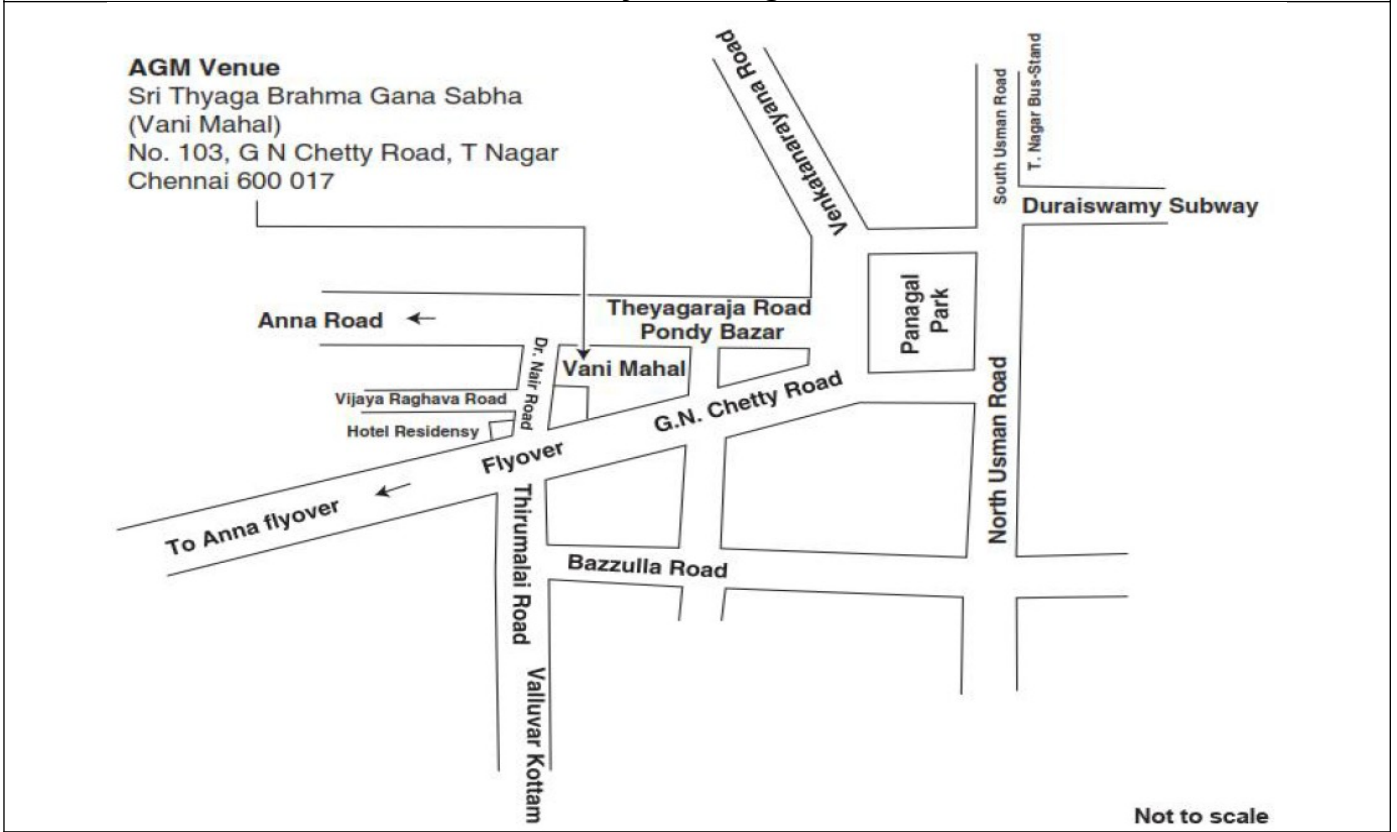 AGM Venue
Sri Thyaga Brahma Gana Sabha
(Vani Mahal)
No. 103, G N Chetty Road, T Nagar
Chennai 600 017
Venkatanarayana Road
South Usman Road
T. Nagar Bus-Stand
Duraiswamy Subway
Panagal
Park
Anna Road
Theyagaraja Road
Pondy Bazar
Dr. Nair Road
Vani Mahal
Vijaya Raghava Road
Hotel Residensy
G.N. Chetty Road
Flyover
North Usman Road
To Anna flyover
Thirumalai Road
Bazzulla Road
Valluvar Kottam
Not to scale